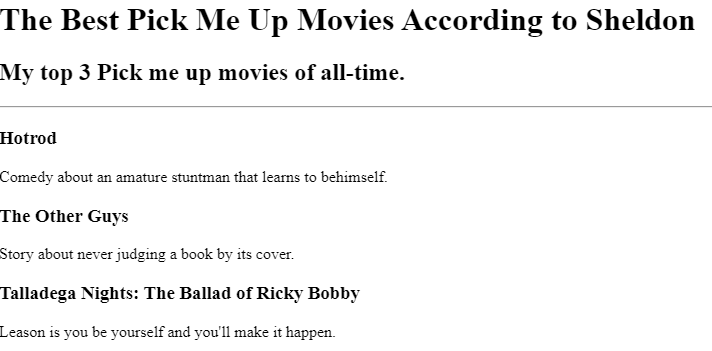 The Best Pick Me Up Movies According to Sheldon
My top 3 Pick me up movies of all-time.
Hotrod
Comedy about an amature stuntman that learns to behimself.
The Other Guys
Story about never judging a book by its cover.
Talladega Nights: The Ballad of Ricky Bobby
Leason is you be yourself and you'll make it happen.